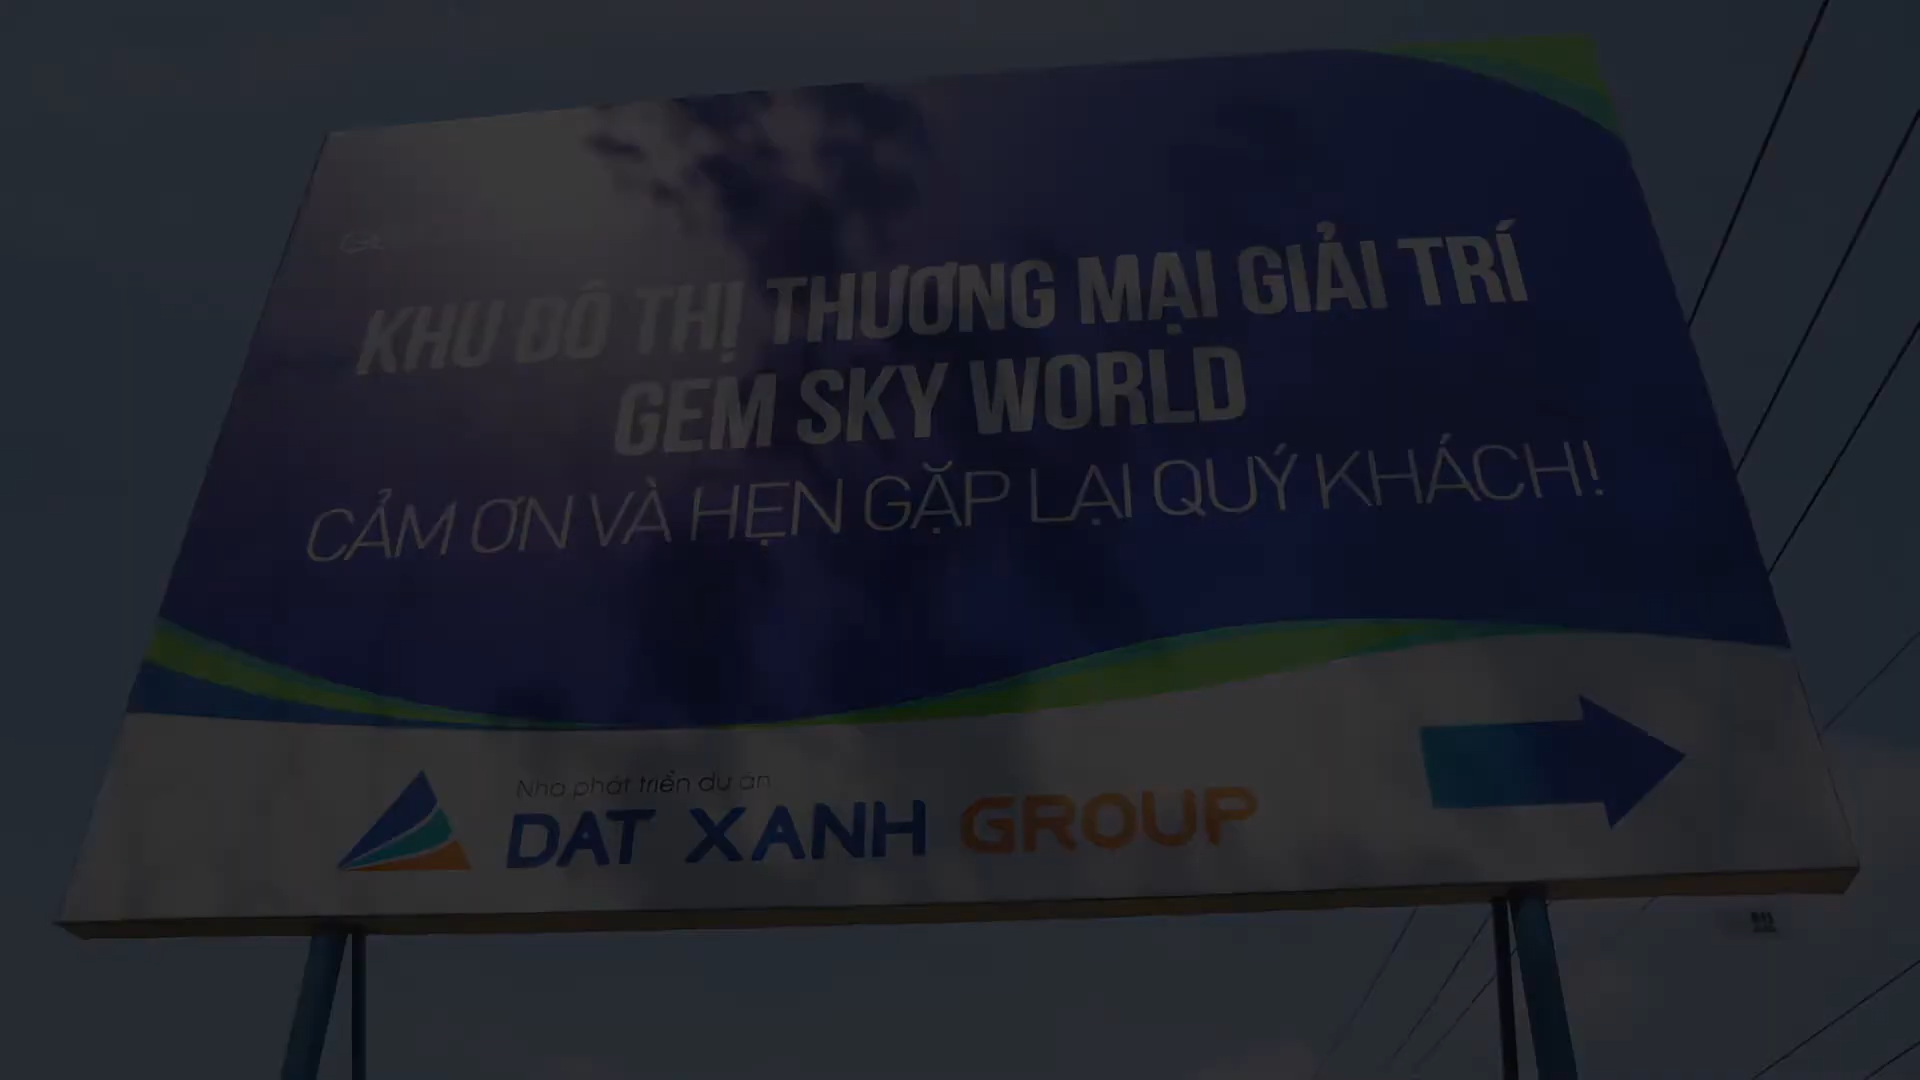 KHU ĐÔ THỊ THƯƠNG MẠI GIẢI TRÍ
GEM SKY WORLD
CẢM ƠN VÀ HẸN GẶP LẠI QUÝ KHÁCH!
Nhà phát triển dự án
DAT XANH GROUP